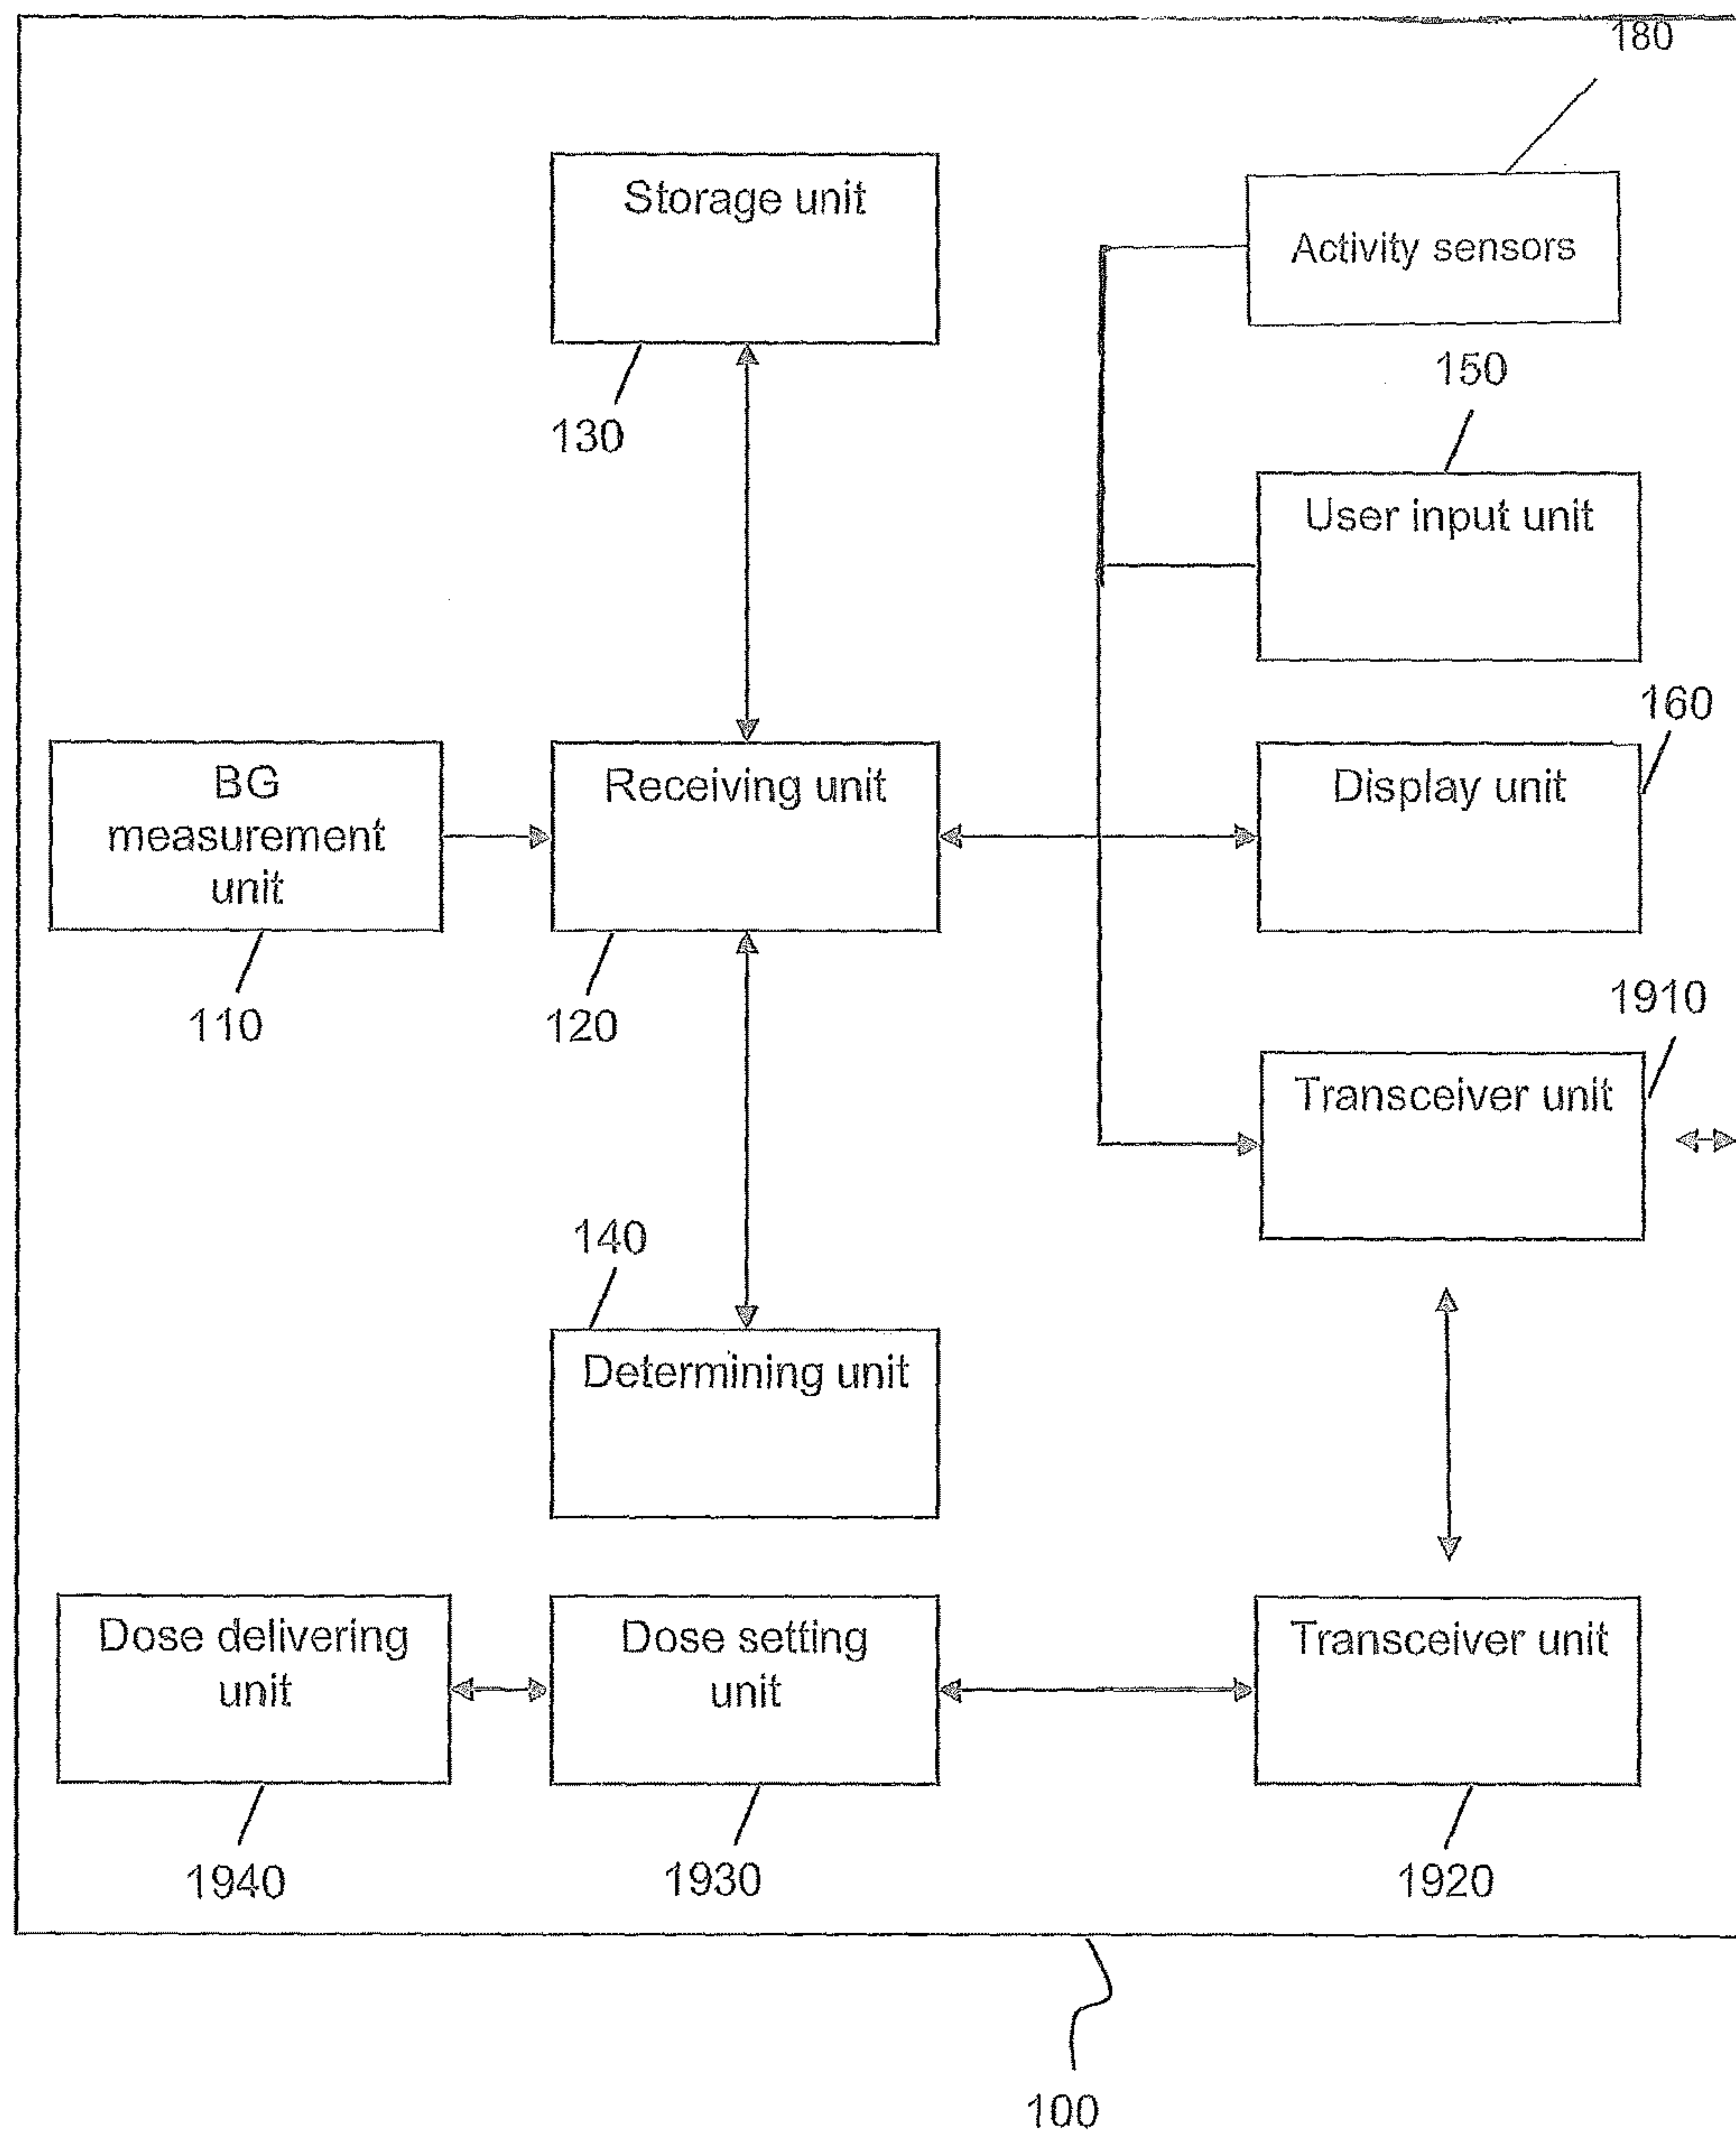 180
Storage unit
Activity sensors
130
150
User input unit
160
BG
measurement
unit
Receiving unit
Display unit
110
120
1910
Transceiver unit
140
Determining unit
Dose delivering
unit
Dose setting
unit
Transceiver unit
1940
1930
1920
100